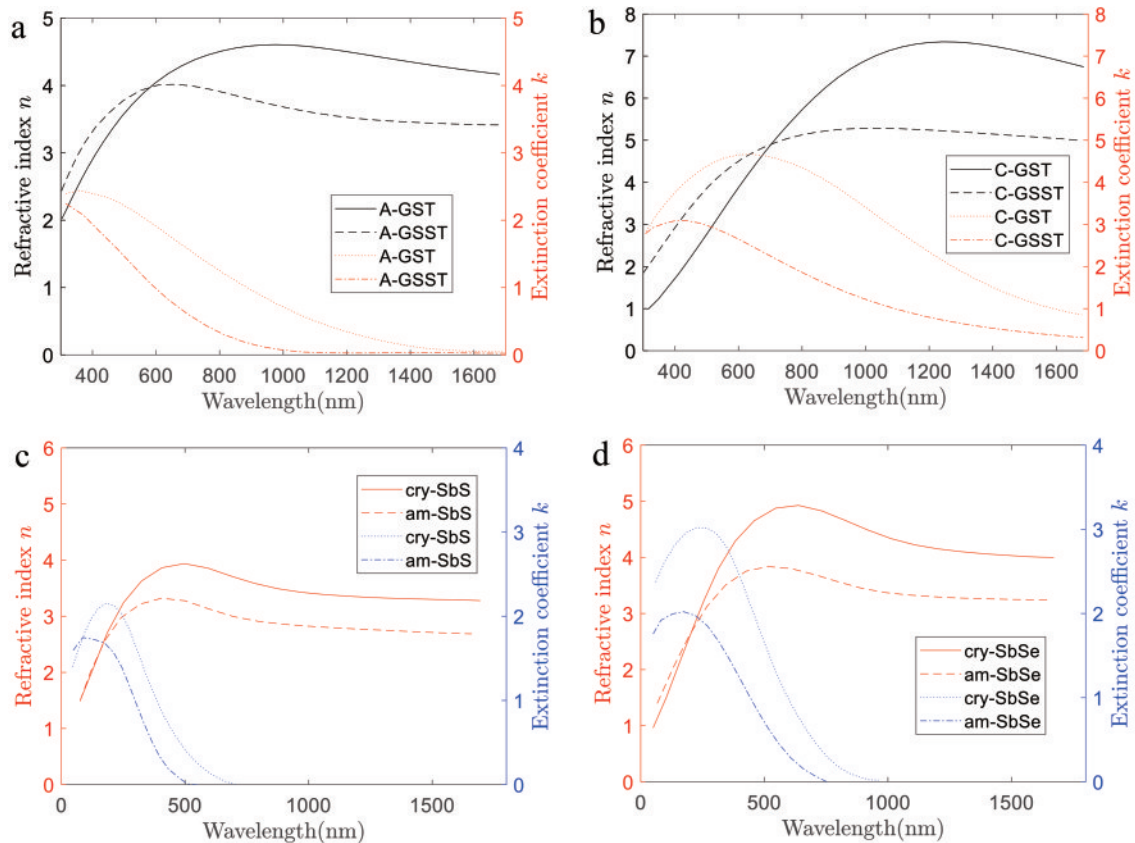 a
5
4
3
2
1
0
Refractive index n
5
4
3
2
1
0
Extinction coefficient k
A-GST
A-GSST
A-GST
A-GSST
400 600 800 1000 1200 1400 1600
Wavelength(nm)
b
8
7
6
5
4
3
2
1
0
Refractive index n
8
7
6
5
4
3
2
1
0
Extinction coefficient k
C-GST
C-GSST
C-GST
C-GSST
400 600 800 1000 1200 1400 1600
Wavelength(nm)
c
6
5
4
3
2
1
0
Refractive index n
4
3
2
1
0
Extinction coefficient k
cry-SbS
am-SbS
cry-SbS
am-SbS
0 500 1000 1500
Wavelength(nm)
d
6
5
4
3
2
1
0
Refractive index n
4
3
2
1
0
Extinction coefficient k
cry-SbSe
am-SbSe
cry-SbSe
am-SbSe
0 500 1000 1500
Wavelength(nm)